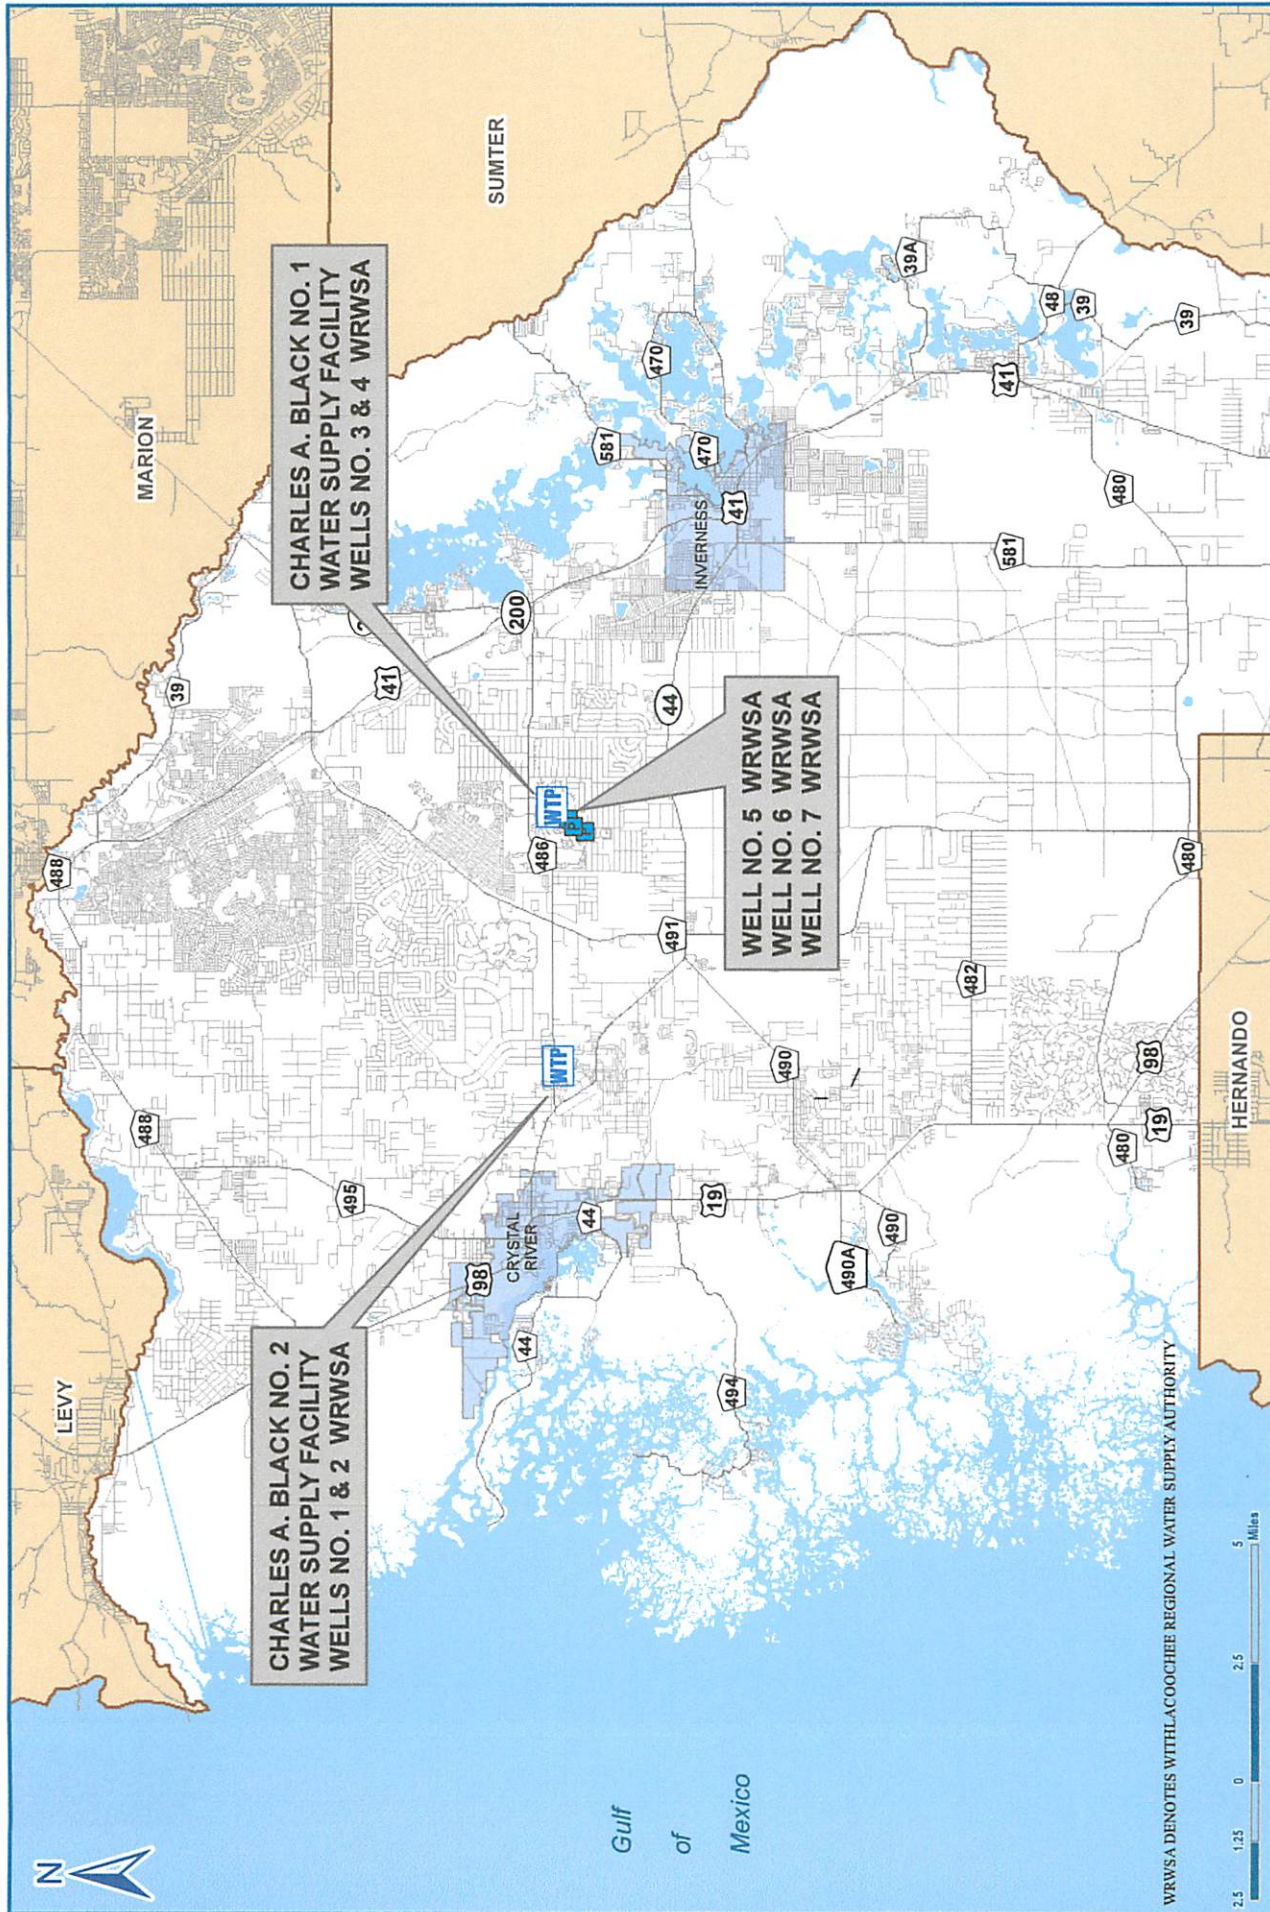 N
LEVY
MARION
SUMTER
CHARLES A. BLACK NO. 2
WATER SUPPLY FACILITY
WELLS NO. 1 & 2 WRWSA
CHARLES A. BLACK NO. 1
WATER SUPPLY FACILITY
WELLS NO. 3 & 4 WRWSA
488
488
39
495
41
200
98
486
WTP
WTP
P
CRYSTAL
RIVER
44
44
581
470
470
INVERNESS
41
44
491
19
494
WELL NO. 5 WRWSA
WELL NO. 6 WRWSA
WELL NO. 7 WRWSA
490
490
490A
39A
482
581
41
48
39
480
39
480
98
19
480
HERNANDO
Gulf
of
Mexico
WRWSA DENOTES WITHLACOOCHEE REGIONAL WATER SUPPLY AUTHORITY
2.5 1.25 0 2.5 5
Miles